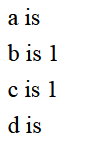 a is
b is 1
c is 1
d is